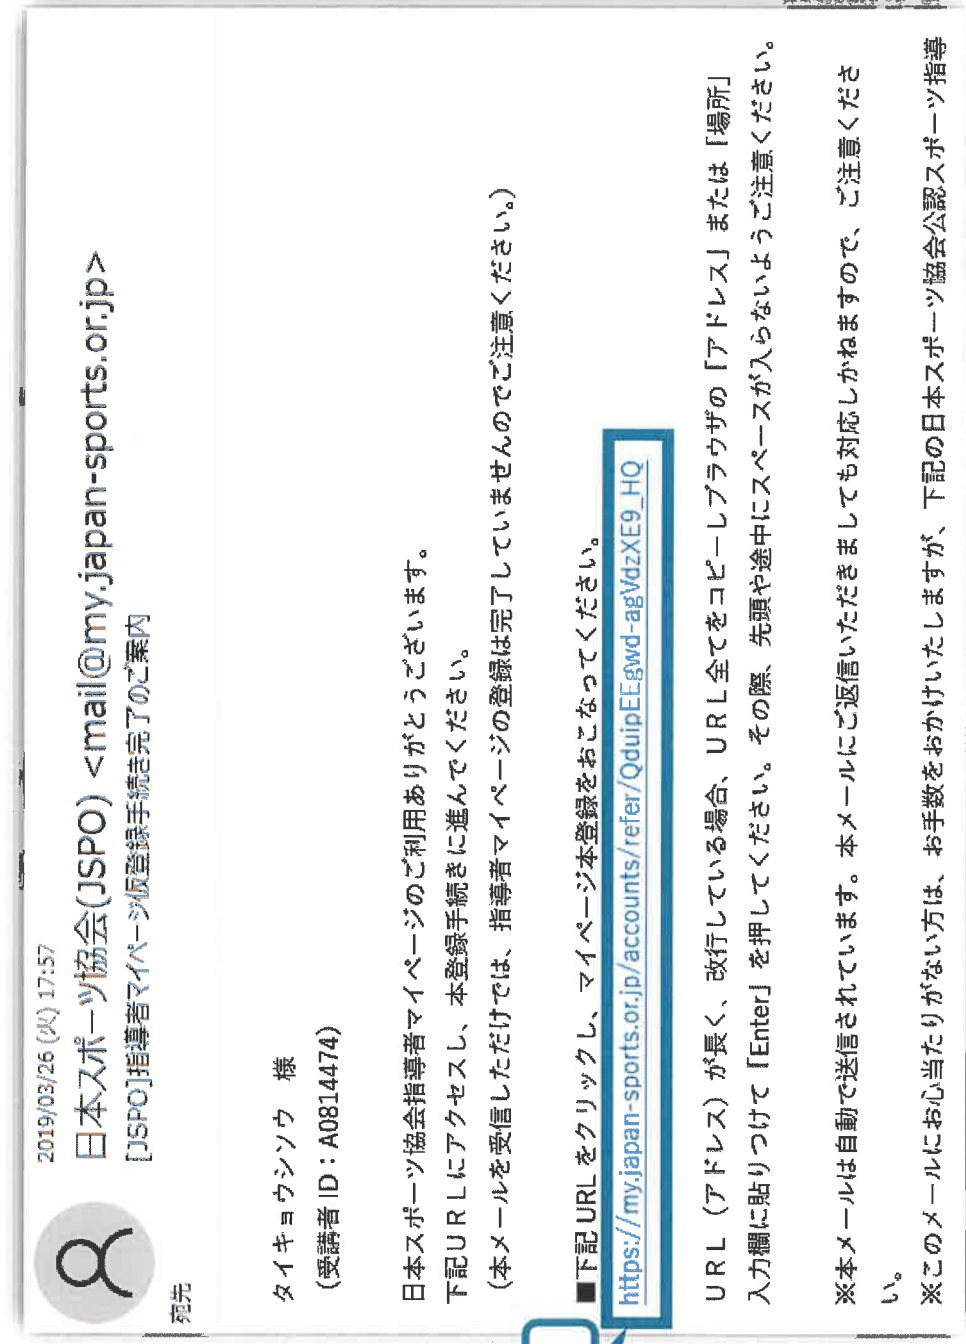 2019/03/26 (火) 17:57
日本スポーツ協会(JSPO) <mail@my.japan-sports.or.jp>
[JSPO]指導者マイページ仮登録手続き完了のご案内
宛先
タイキョウシソウ 様
(受講者 ID:A0814474)
日本スポーツ協会指導者マイページのご利用ありがとうございます。
下記URLにアクセスし、本登録手続きに進んでください。
(本メールを受信しただけでは、指導者マイページの登録は完了していませんのでご注意ください。)
■下記 URL をクリックし、マイページ本登録をおこなってください。
https://my.japan-sports.or.jp/accounts/refer/QduipEEgwd-agVdzXE9_HQ
URL(アドレス)が長く、改行している場合、URL全てをコピーしブラウザの「アドレス」または「場所」
入力欄に貼りつけて「Enter」を押してください。その際、先頭や途中にスペースが入らないようご注意ください。
※本メールは自動で送信されています。本メールにご返信いただきましても対応しかねますので、ご注意くださ
い。
※このメールにお心当たりがない方は、お手数をおかけいたしますが、下記の日本スポーツ協会公認スポーツ指導